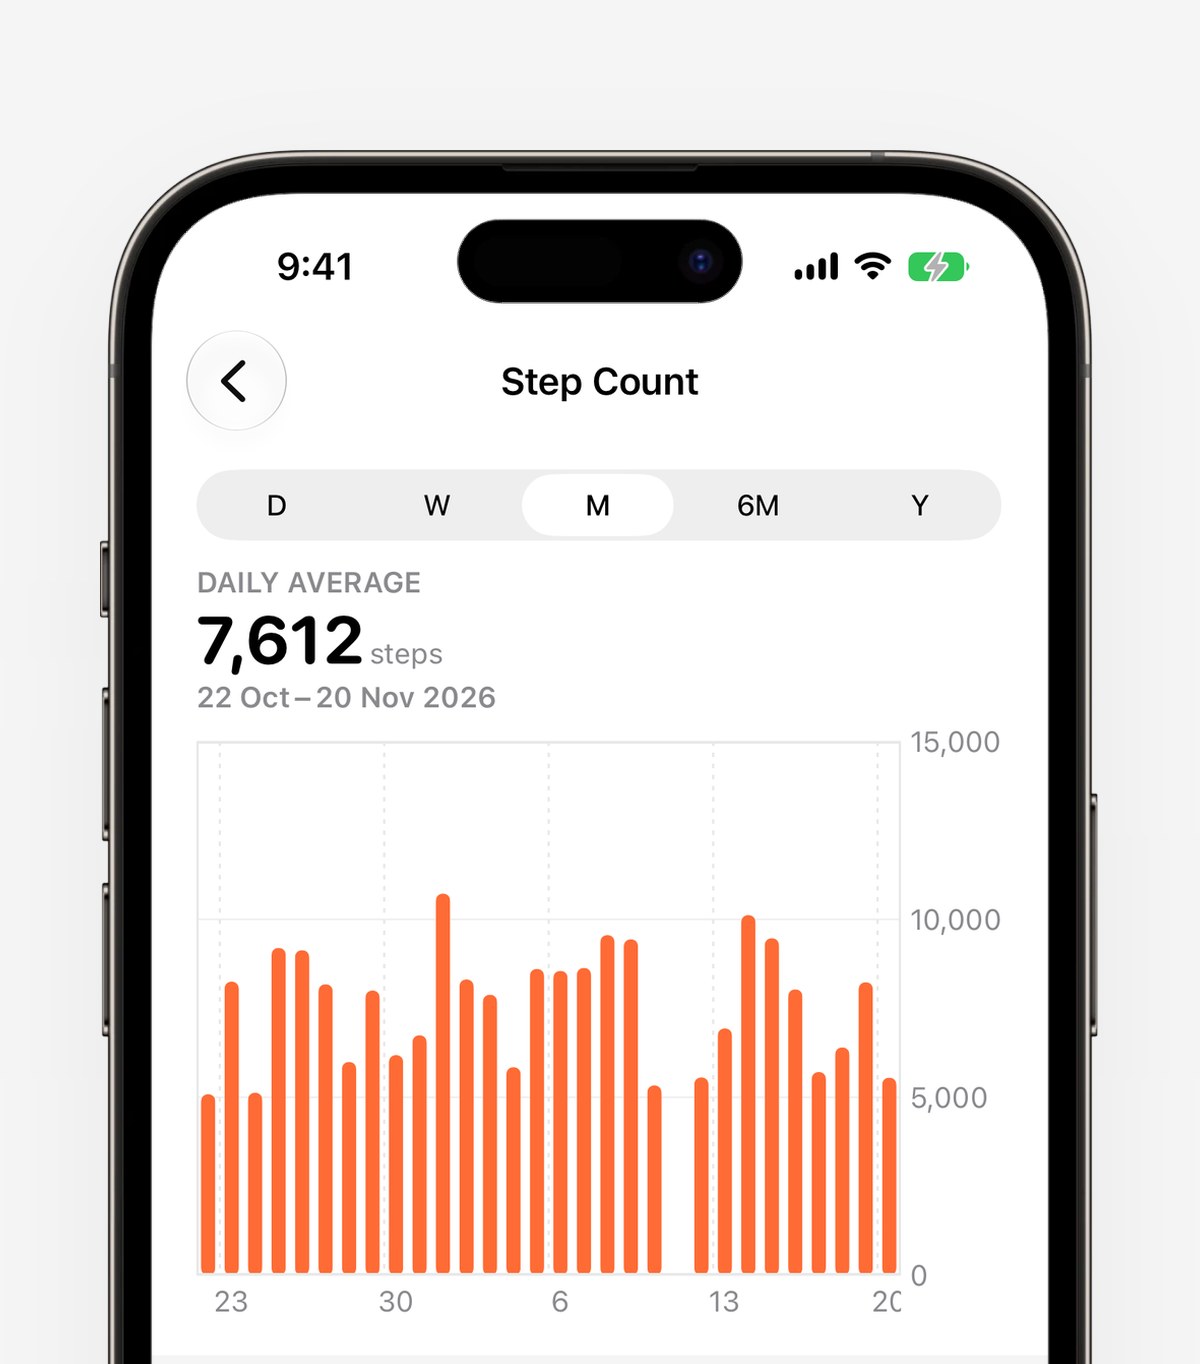 9:41
Step Count
D W M 6M Y
DAILY AVERAGE
7,612 steps
22 Oct–20 Nov 2026
15,000
10,000
5,000
0
23 30 6 13 20